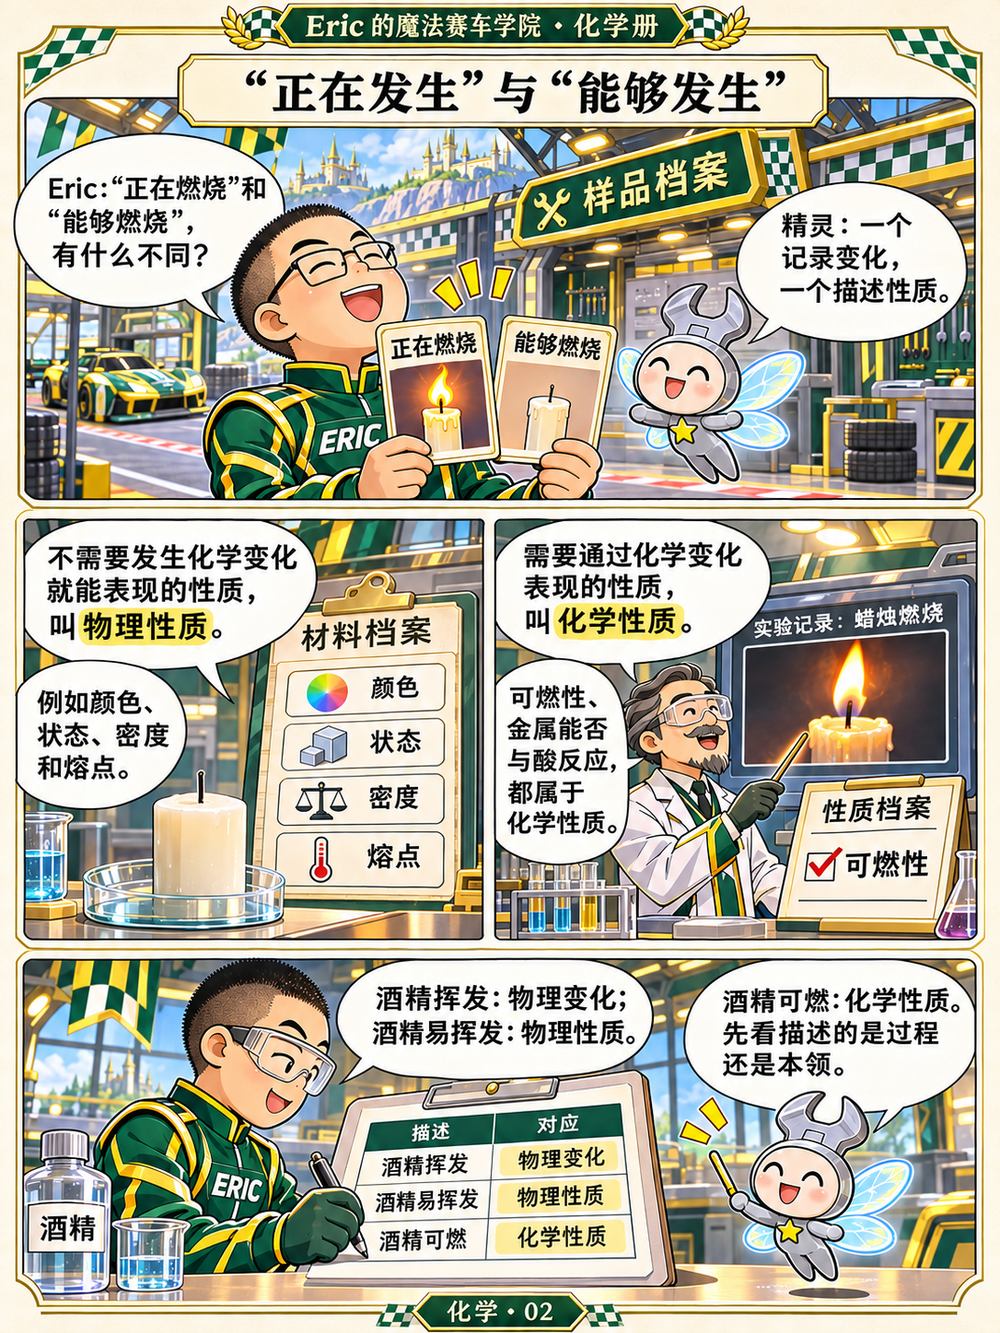 Eric 的魔法赛车学院 · 化学册
“正在发生”与“能够发生”
Eric：“正在燃烧”和
“能够燃烧”，
有什么不同？
样品档案
精灵：一个
记录变化，
一个描述性质。
正在燃烧
能够燃烧
ERIC
不需要发生化学变化
就能表现的性质，
叫物理性质。
例如颜色、
状态、密度
和熔点。
材料档案
颜色
状态
密度
熔点
需要通过化学变化
表现的性质，
叫化学性质。
可燃性、
金属能否
与酸反应，
都属于
化学性质。
实验记录：蜡烛燃烧
性质档案
可燃性
酒精挥发：物理变化；
酒精易挥发：物理性质。
酒精可燃：化学性质。
先看描述的是过程
还是本领。
描述 对应
酒精挥发 物理变化
酒精易挥发 物理性质
酒精可燃 化学性质
ERIC
酒精
化学 · 02